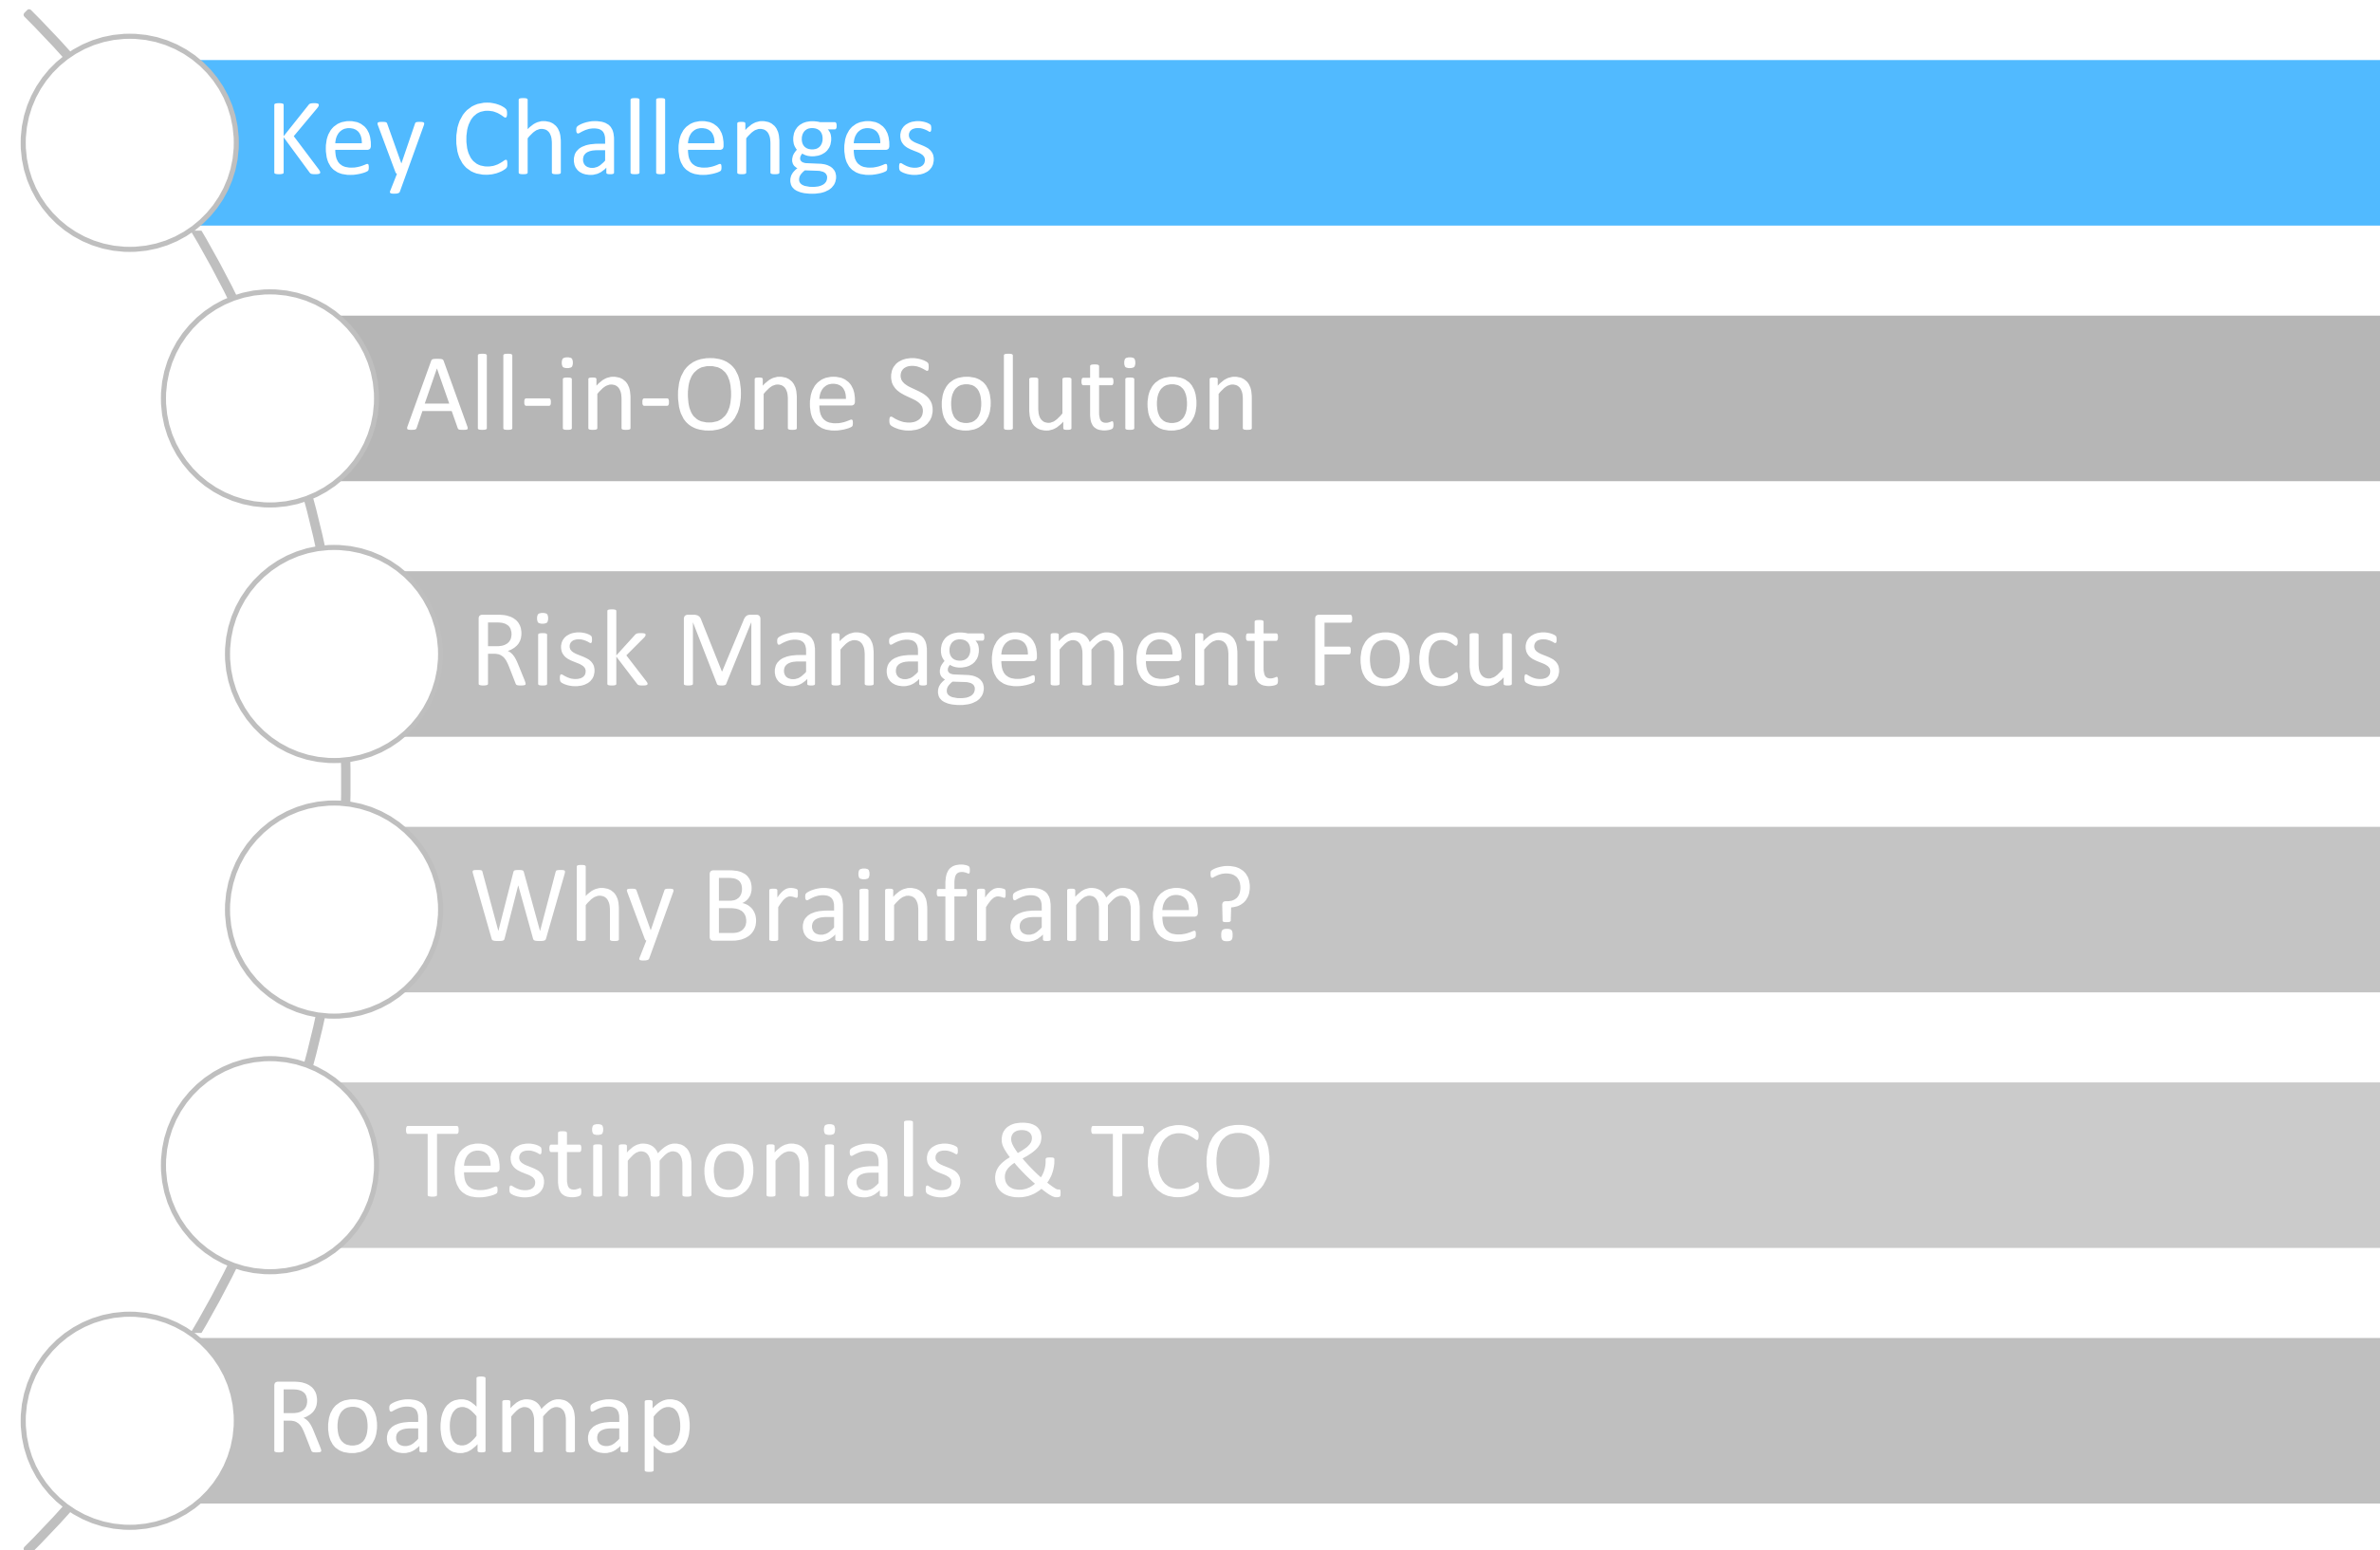 Key Challenges
All-in-One Solution
Risk Management Focus
Why Brainframe?
Testimonials & TCO
Roadmap